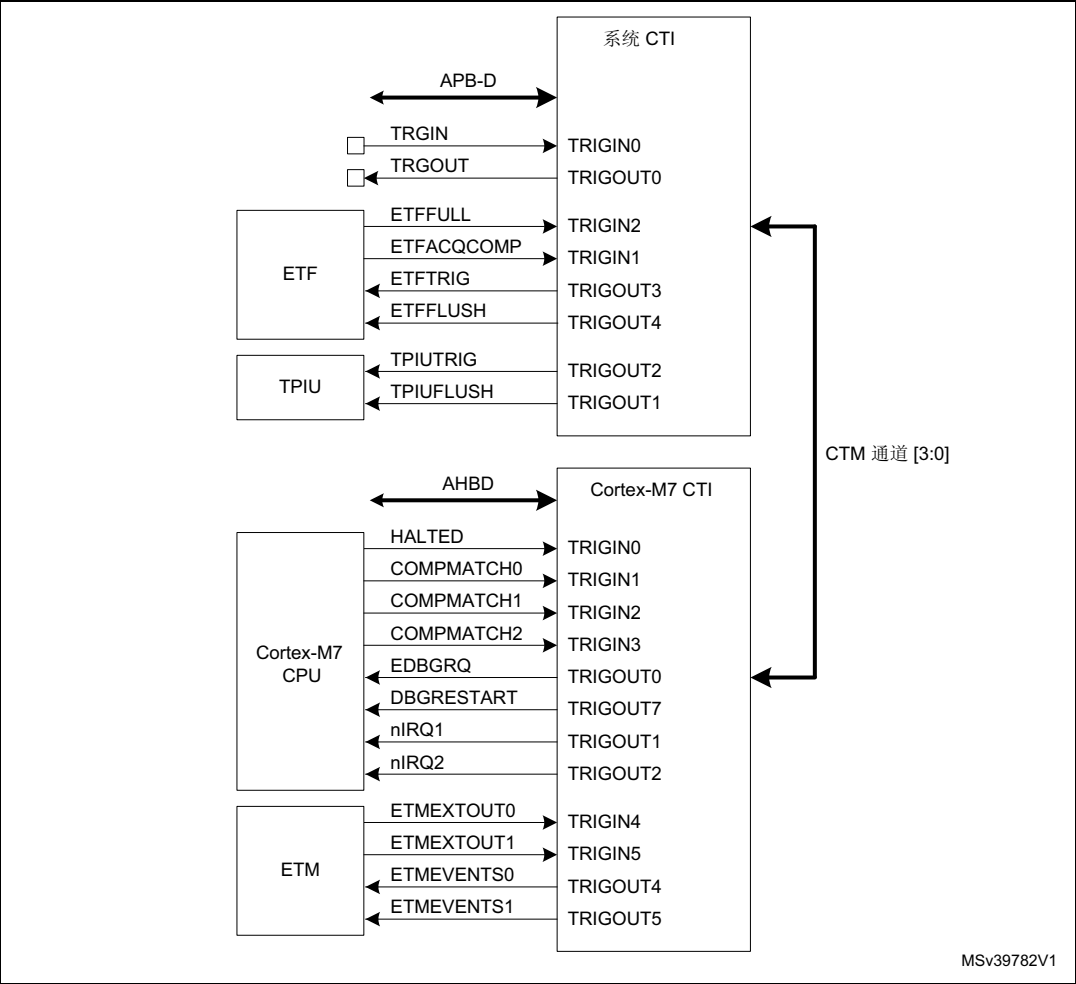 系统 CTI
APB-D
TRGIN
TRIGIN0
TRGOUT
TRIGOUT0
ETFFULL
TRIGIN2
ETFACQCOMP
TRIGIN1
ETF
ETFTRIG
TRIGOUT3
ETFFLUSH
TRIGOUT4
TPIUTRIG
TRIGOUT2
TPIU
TPIUFLUSH
TRIGOUT1
CTM 通道 [3:0]
AHBD
Cortex-M7 CTI
HALTED
TRIGIN0
COMPMATCH0
TRIGIN1
COMPMATCH1
TRIGIN2
COMPMATCH2
TRIGIN3
Cortex-M7
CPU
EDBGRQ
TRIGOUT0
DBGRESTART
TRIGOUT7
nIRQ1
TRIGOUT1
nIRQ2
TRIGOUT2
ETMEXTOUT0
TRIGIN4
ETMEXTOUT1
TRIGIN5
ETM
ETMEVENTS0
TRIGOUT4
ETMEVENTS1
TRIGOUT5
MSv39782V1